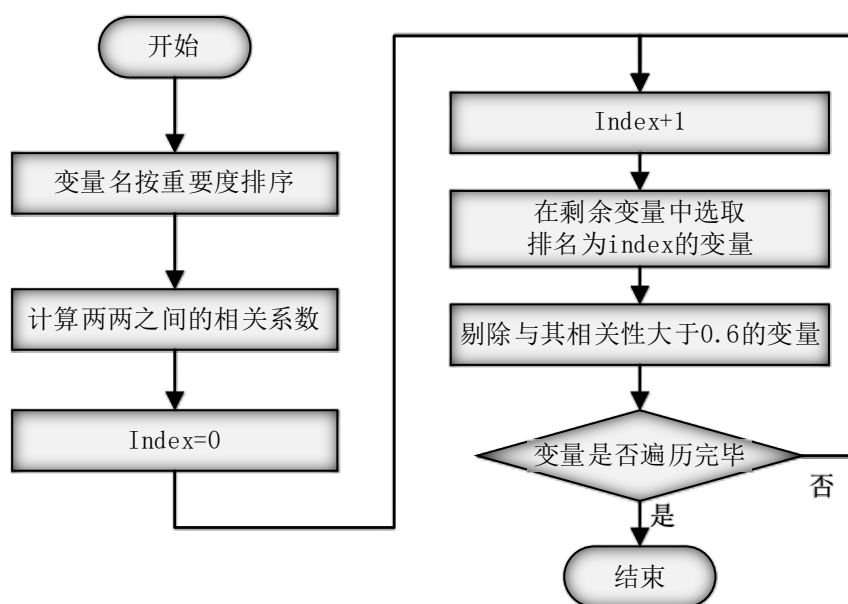 开始
变量名按重要度排序
计算两两之间的相关系数
Index=0
Index+1
在剩余变量中选取
排名为index的变量
剔除与其相关性大于0.6的变量
变量是否遍历完毕
否
是
结束